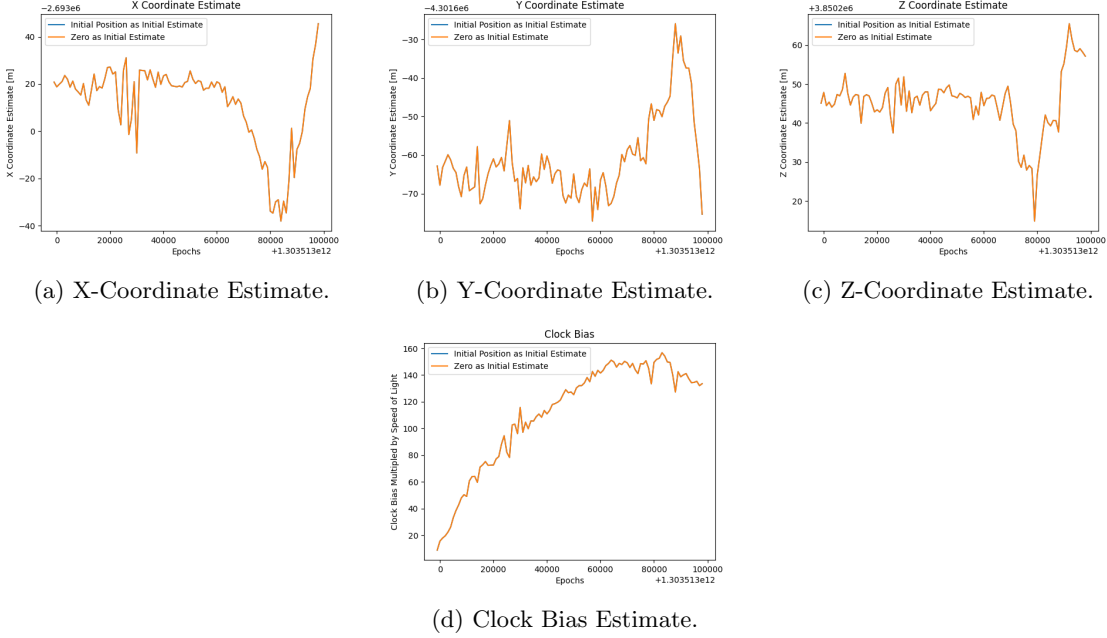 X Coordinate Estimate
−2.693e6
Initial Position as Initial Estimate
Zero as Initial Estimate
X Coordinate Estimate [m]
40
20
0
−20
−40
0 20000 40000 60000 80000 100000
Epochs
+1.303513e12
(a) X-Coordinate Estimate.
Y Coordinate Estimate
−4.3016e6
Initial Position as Initial Estimate
Zero as Initial Estimate
Y Coordinate Estimate [m]
−30
−40
−50
−60
−70
0 20000 40000 60000 80000 100000
Epochs
+1.303513e12
(b) Y-Coordinate Estimate.
Z Coordinate Estimate
+3.8502e6
Initial Position as Initial Estimate
Zero as Initial Estimate
Z Coordinate Estimate [m]
60
50
40
30
20
0 20000 40000 60000 80000 100000
Epochs
+1.303513e12
(c) Z-Coordinate Estimate.
Clock Bias
Initial Position as Initial Estimate
Zero as Initial Estimate
Clock Bias Multipled by Speed of Light
160
140
120
100
80
60
40
20
0 20000 40000 60000 80000 100000
Epochs
+1.303513e12
(d) Clock Bias Estimate.